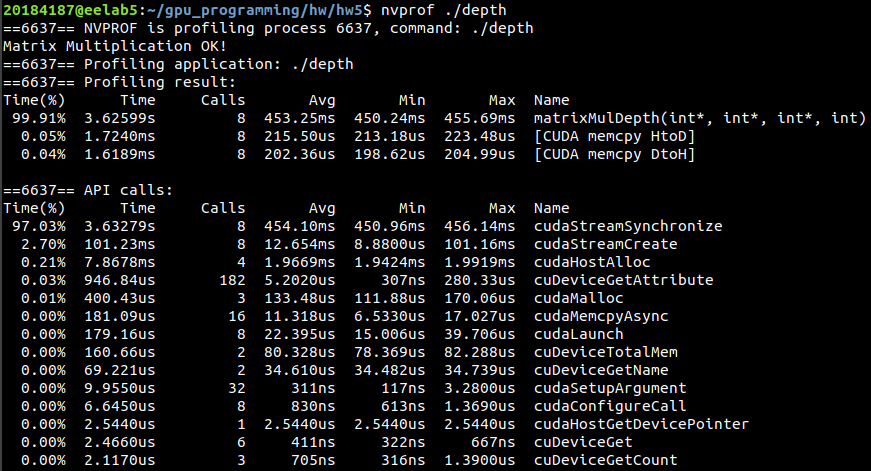 20184187@eelab5:~/gpu_programming/hw/hw5$ nvprof ./depth
==6637== NVPROF is profiling process 6637, command: ./depth
Matrix Multiplication OK!
==6637== Profiling application: ./depth
==6637== Profiling result:
Time(%)      Time     Calls       Avg       Min       Max  Name
 99.91%  3.62599s         8  453.25ms  450.24ms  455.69ms  matrixMulDepth(int*, int*, int*, int)
  0.05%  1.7240ms         8  215.50us  213.18us  223.48us  [CUDA memcpy HtoD]
  0.04%  1.6189ms         8  202.36us  198.62us  204.99us  [CUDA memcpy DtoH]
==6637== API calls:
Time(%)      Time     Calls       Avg       Min       Max  Name
 97.03%  3.63279s         8  454.10ms  450.96ms  456.14ms  cudaStreamSynchronize
  2.70%  101.23ms         8  12.654ms  8.8800us  101.16ms  cudaStreamCreate
  0.21%  7.8678ms         4  1.9669ms  1.9424ms  1.9919ms  cudaHostAlloc
  0.03%  946.84us       182  5.2020us     307ns  280.33us  cuDeviceGetAttribute
  0.01%  400.43us         3  133.48us  111.88us  170.06us  cudaMalloc
  0.00%  181.09us        16  11.318us  6.5330us  17.027us  cudaMemcpyAsync
  0.00%  179.16us         8  22.395us  15.006us  39.706us  cudaLaunch
  0.00%  160.66us         2  80.328us  78.369us  82.288us  cuDeviceTotalMem
  0.00%  69.221us         2  34.610us  34.482us  34.739us  cuDeviceGetName
  0.00%  9.9550us        32     311ns     117ns  3.2800us  cudaSetupArgument
  0.00%  6.6450us         8     830ns     613ns  1.3690us  cudaConfigureCall
  0.00%  2.5440us         1  2.5440us  2.5440us  2.5440us  cudaHostGetDevicePointer
  0.00%  2.4660us         6     411ns     322ns     667ns  cuDeviceGet
  0.00%  2.1170us         3     705ns     316ns  1.3900us  cuDeviceGetCount